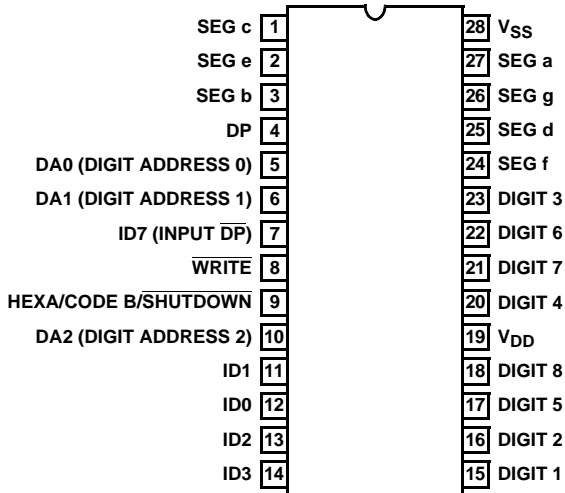 SEG c 1
SEG e 2
SEG b 3
DP 4
DA0 (DIGIT ADDRESS 0) 5
DA1 (DIGIT ADDRESS 1) 6
ID7 (INPUT D̅P̅) 7
W̅R̅I̅T̅E̅ 8
HEXA/CODE B/S̅H̅U̅T̅D̅O̅W̅N̅ 9
DA2 (DIGIT ADDRESS 2) 10
ID1 11
ID0 12
ID2 13
ID3 14
28 VSS
27 SEG a
26 SEG g
25 SEG d
24 SEG f
23 DIGIT 3
22 DIGIT 6
21 DIGIT 7
20 DIGIT 4
19 VDD
18 DIGIT 8
17 DIGIT 5
16 DIGIT 2
15 DIGIT 1